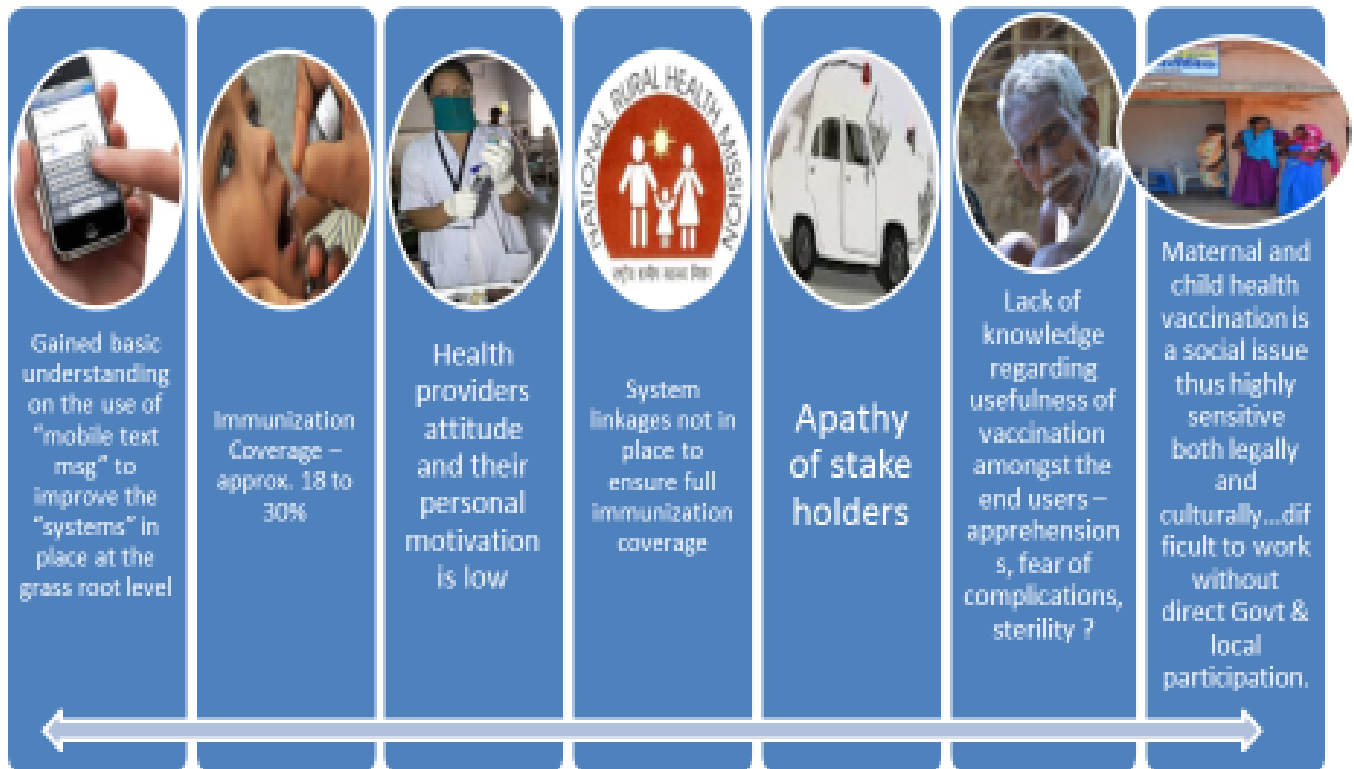 Gained basic
understanding
on the use of
"mobile text
msg" to
improve the
"systems" in
place at the
grass root level
Immunization
Coverage –
approx. 18 to
30%
Health
providers
attitude
and their
personal
motivation
is low
NATIONAL RURAL HEALTH MISSION
System
linkages not in
place to
ensure full
immunization
coverage
Apathy
of stake
holders
Lack of
knowledge
regarding
usefulness of
vaccination
amongst the
end users –
apprehension
s, fear of
complications,
sterility ?
Maternal and
child health
vaccination is
a social issue
thus highly
sensitive
both legally
and
culturally...dif
ficult to work
without
direct Govt &
local
participation.